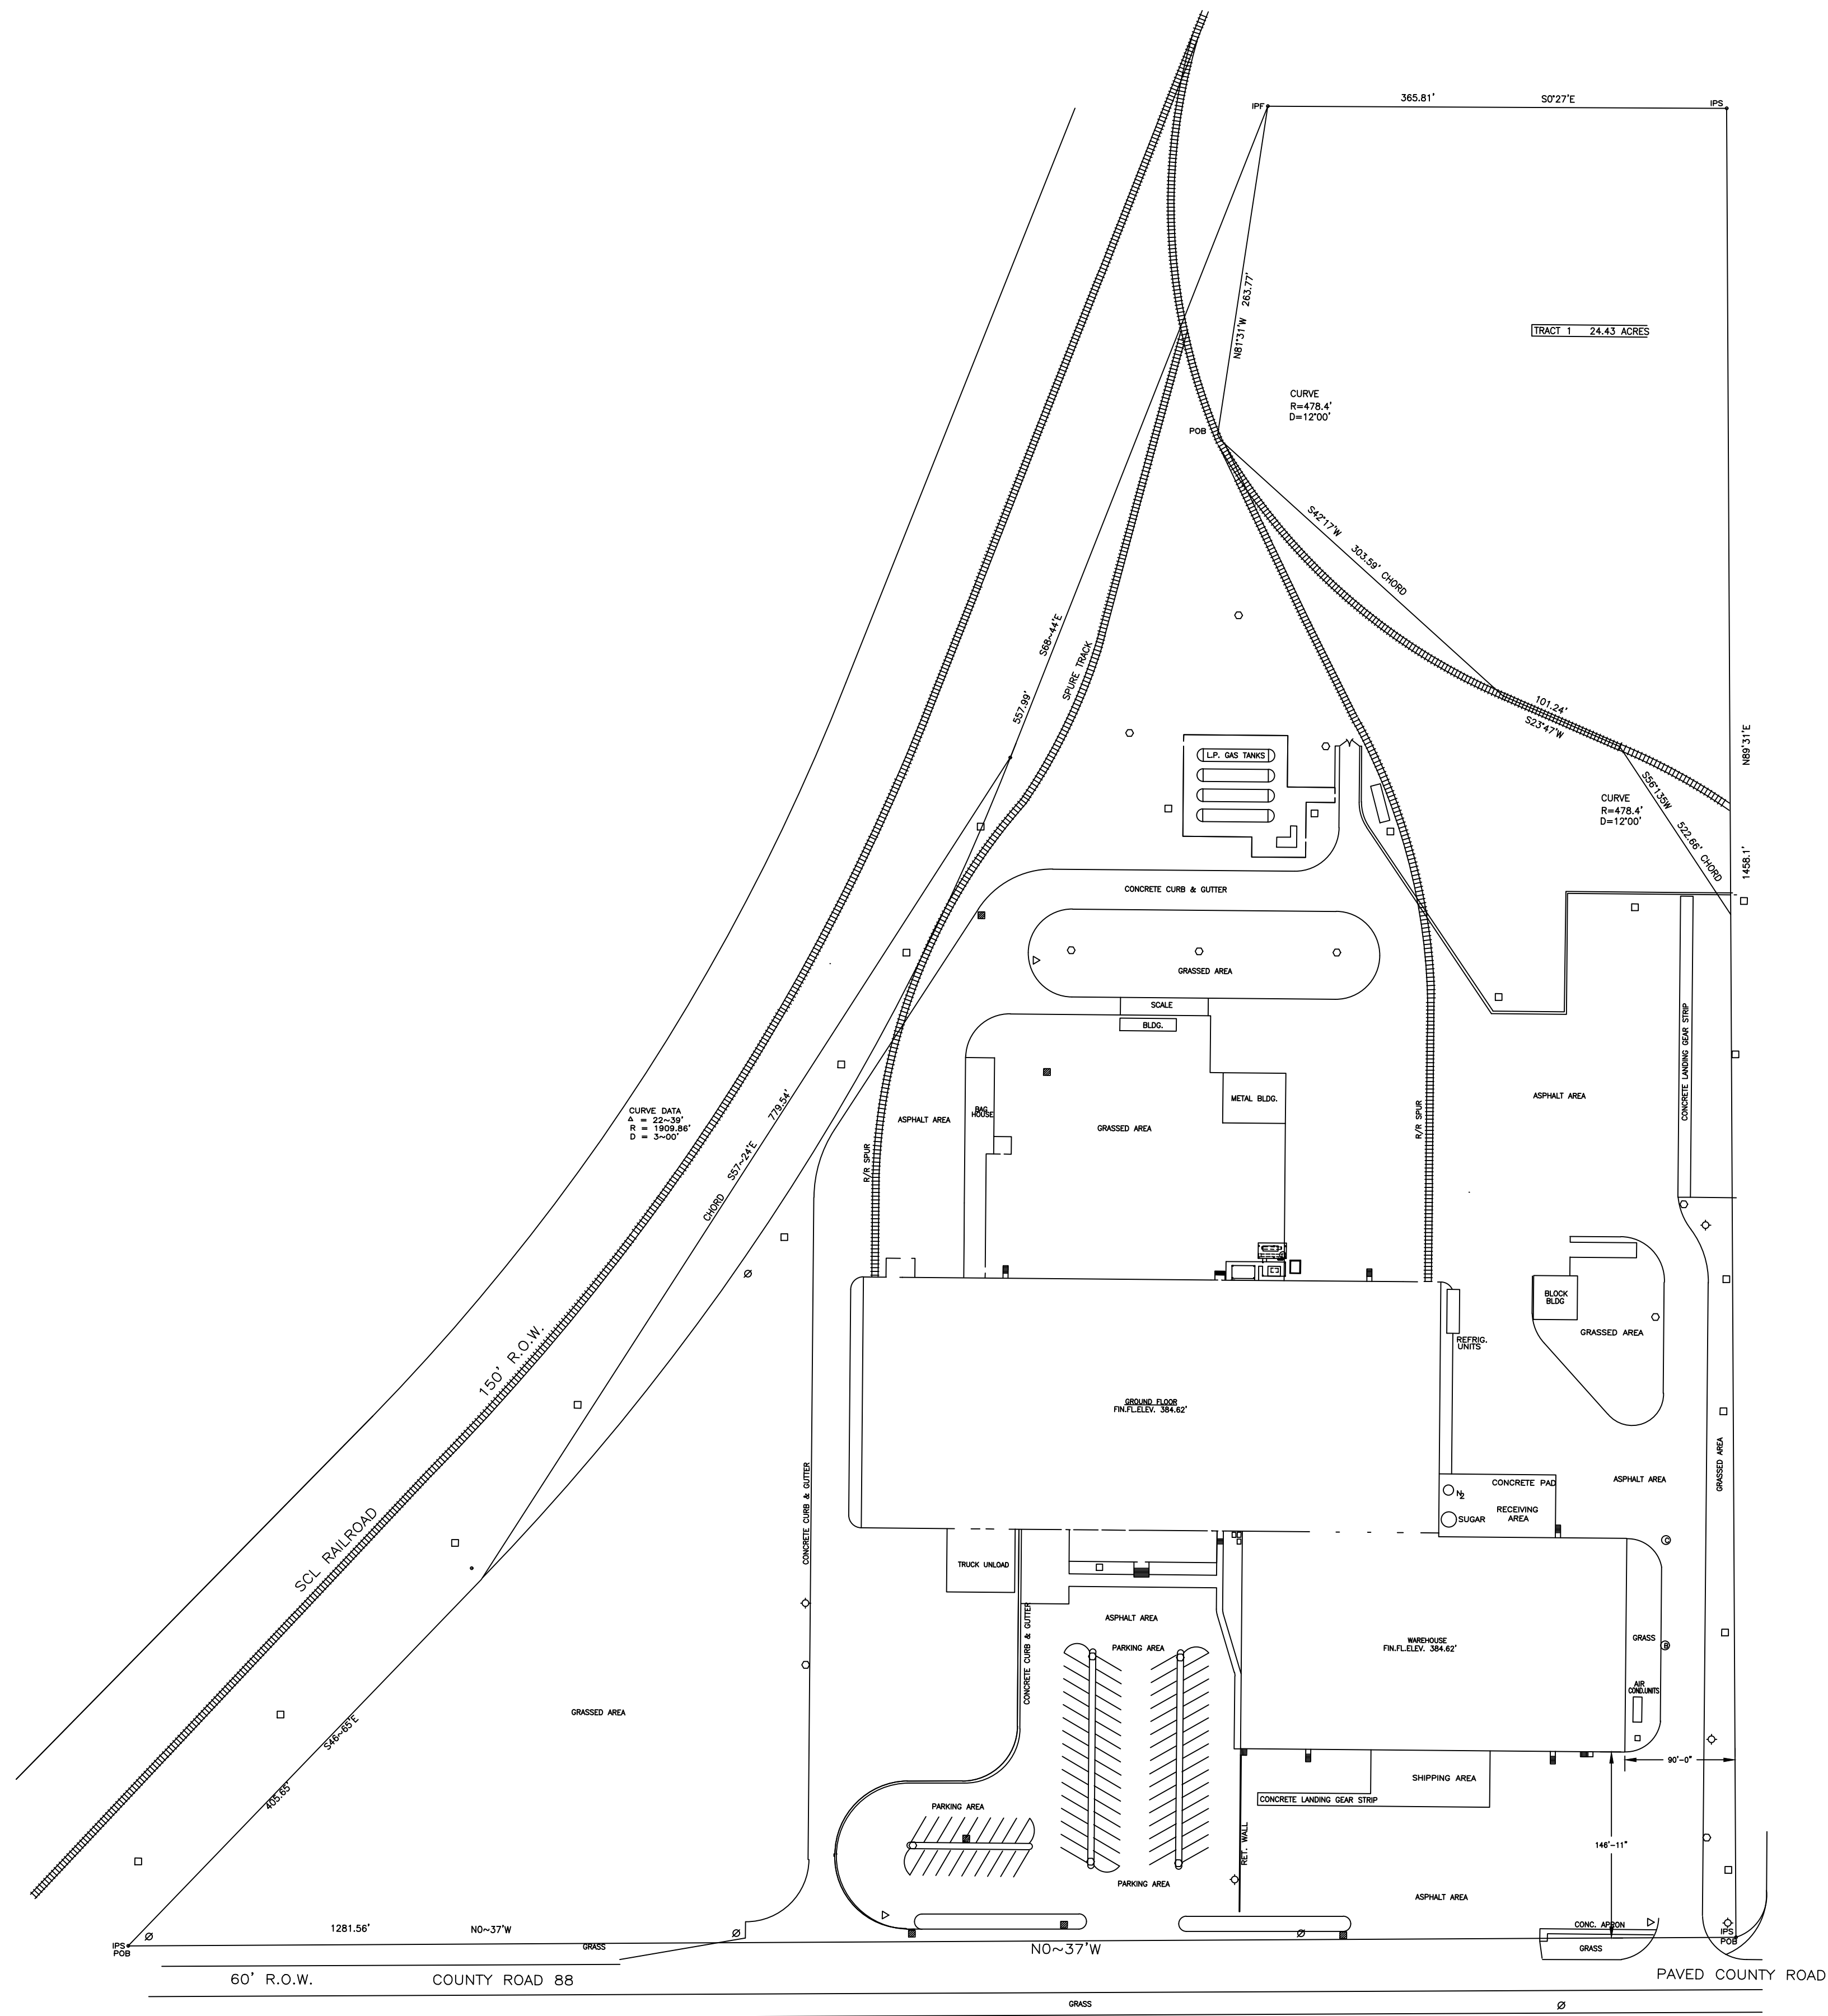 365.81' S0°27'E
IPF
IPS
N81°31'W 263.77'
TRACT 1 24.43 ACRES
CURVE
R=478.4'
D=12°00'
POB
S42°17'W 303.59' CHORD
S68~44'E
557.99'
SPURE TRACK
101.24'
S23°47'W
N89°31'E
1458.1'
L.P. GAS TANKS
CURVE
R=478.4'
D=12°00'
S56°135W 522.66' CHORD
CONCRETE CURB & GUTTER
GRASSED AREA
SCALE
BLDG.
CONCRETE LANDING GEAR STRIP
ASPHALT AREA
METAL BLDG.
BAG
HOUSE
ASPHALT AREA
GRASSED AREA
R/R SPUR
R/R SPUR
CURVE DATA
Δ = 22~39'
R = 1909.86'
D = 3~00'
CHORD S57~24'E 779.54'
150' R.O.W.
SCL RAILROAD
BLOCK
BLDG
GRASSED AREA
REFRIG.
UNITS
GROUND FLOOR
FIN.FL.ELEV. 384.62'
CONCRETE CURB & GUTTER
GRASSED AREA
ASPHALT AREA
CONCRETE PAD
N2
SUGAR
RECEIVING
AREA
C
TRUCK UNLOAD
CONCRETE CURB & GUTTER
ASPHALT AREA
PARKING AREA
WAREHOUSE
FIN.FL.ELEV. 384.62'
GRASS
B
AIR
COND.UNITS
GRASSED AREA
S46~65'E
405.65'
90'-0"
SHIPPING AREA
CONCRETE LANDING GEAR STRIP
PARKING AREA
RET. WALL
146'-11"
PARKING AREA
ASPHALT AREA
CONC. APRON
GRASS
1281.56' N0~37'W
GRASS
IPS
POB
IPS
POB
N0~37'W
60' R.O.W. COUNTY ROAD 88
PAVED COUNTY ROAD
GRASS